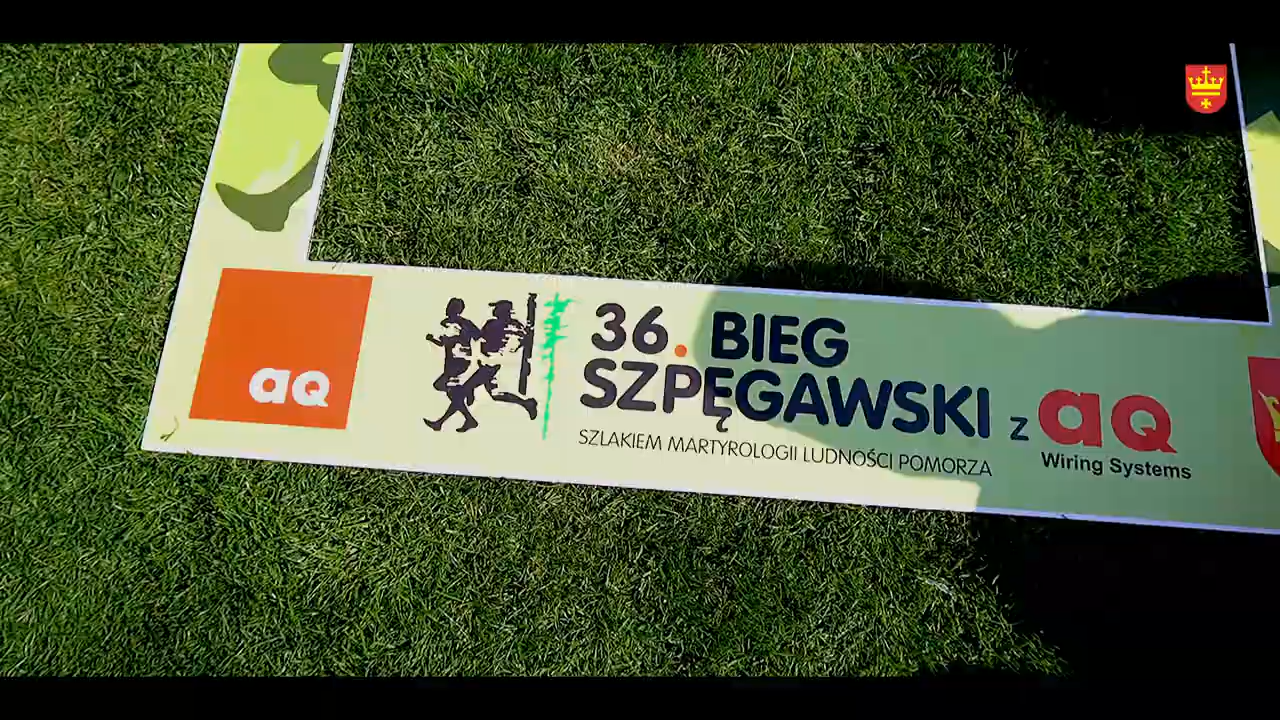 aQ
36. BIEG
SZPĘGAWSKI z aQ
Wiring Systems
SZLAKIEM MARTYROLOGII LUDNOŚCI POMORZA